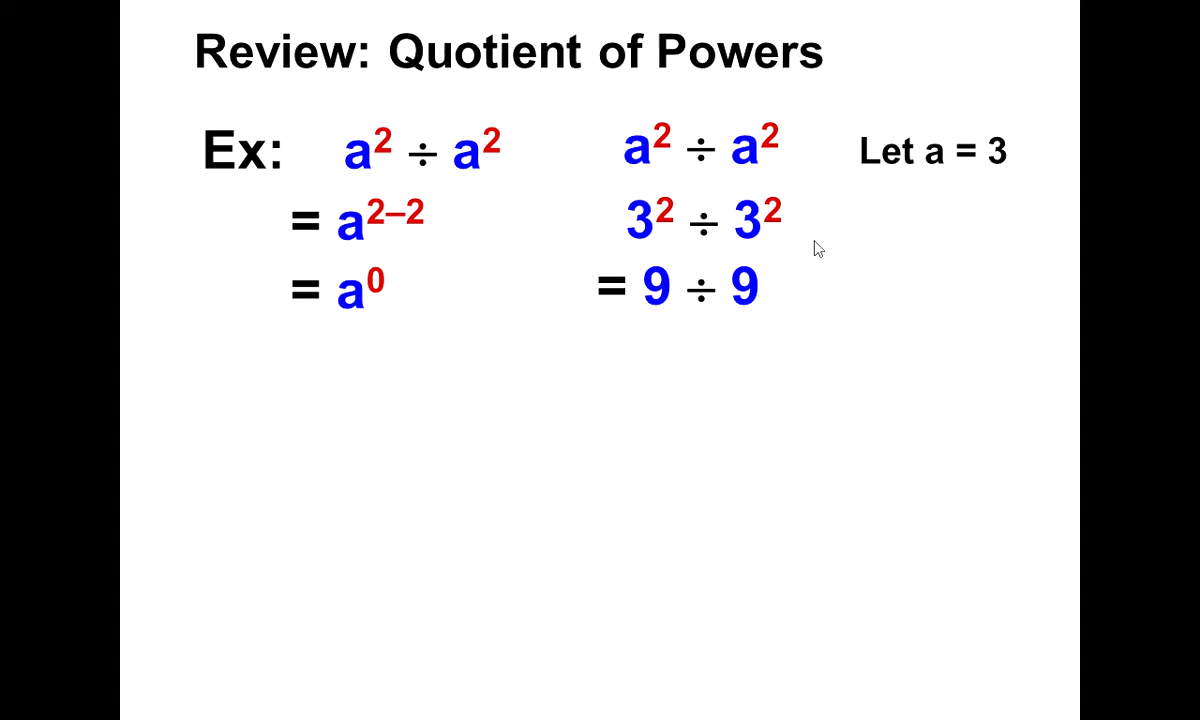 Review: Quotient of Powers
Ex: a² ÷ a² a² ÷ a² Let a = 3
= a²⁻² 3² ÷ 3²
= a⁰ = 9 ÷ 9